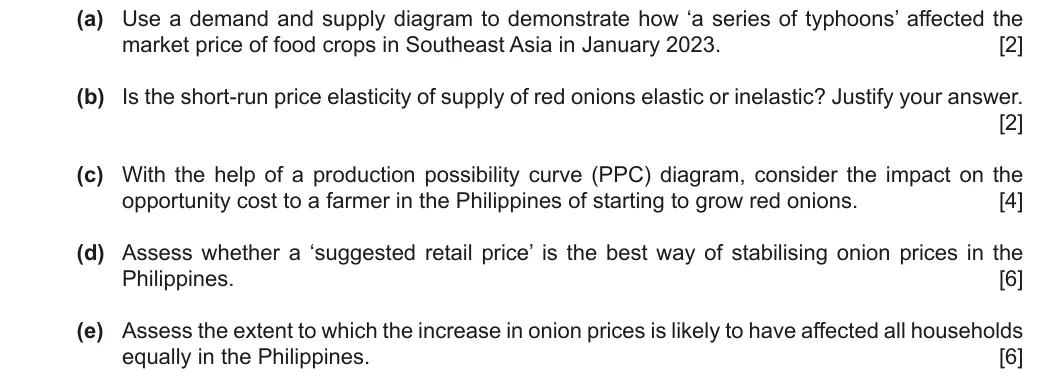 (a) Use a demand and supply diagram to demonstrate how ‘a series of typhoons’ affected the
market price of food crops in Southeast Asia in January 2023. [2]
(b) Is the short-run price elasticity of supply of red onions elastic or inelastic? Justify your answer.
[2]
(c) With the help of a production possibility curve (PPC) diagram, consider the impact on the
opportunity cost to a farmer in the Philippines of starting to grow red onions. [4]
(d) Assess whether a ‘suggested retail price’ is the best way of stabilising onion prices in the
Philippines. [6]
(e) Assess the extent to which the increase in onion prices is likely to have affected all households
equally in the Philippines. [6]